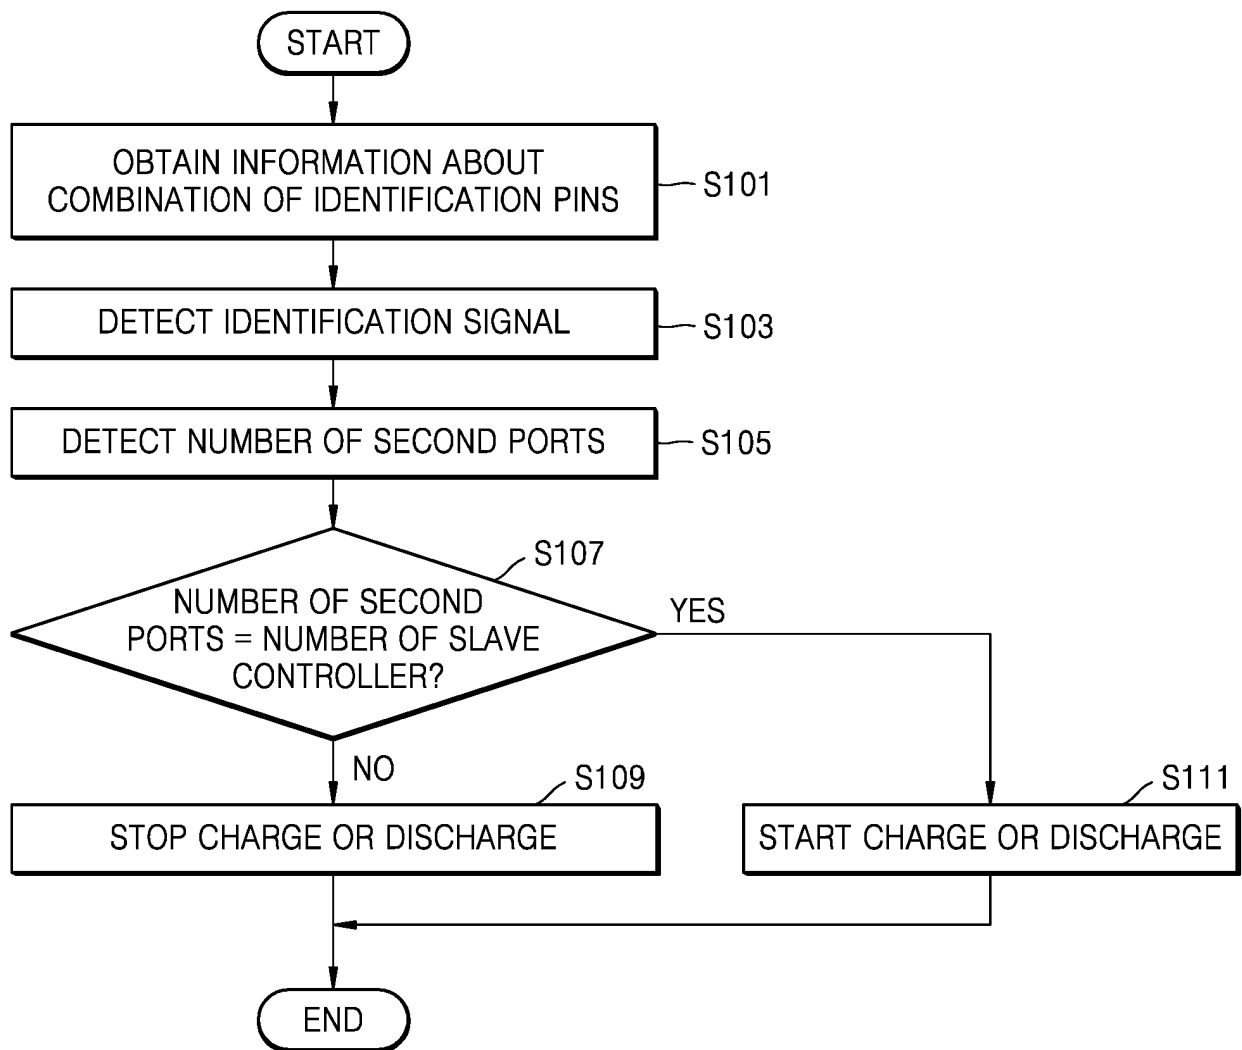 START
OBTAIN INFORMATION ABOUT
COMBINATION OF IDENTIFICATION PINS
S101
DETECT IDENTIFICATION SIGNAL
S103
DETECT NUMBER OF SECOND PORTS
S105
S107
NUMBER OF SECOND
PORTS = NUMBER OF SLAVE
CONTROLLER?
YES
NO
S109
STOP CHARGE OR DISCHARGE
S111
START CHARGE OR DISCHARGE
END